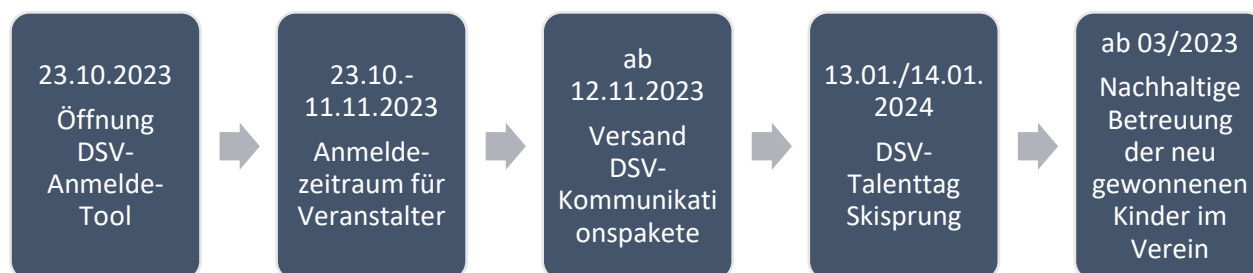 23.10.2023
Öffnung
DSV-
Anmelde-
Tool
23.10.-
11.11.2023
Anmelde-
zeitraum für
Veranstalter
ab
12.11.2023
Versand
DSV-
Kommunikati
onspakete
13.01./14.01.
2024
DSV-
Talenttag
Skisprung
ab 03/2023
Nachhaltige
Betreuung
der neu
gewonnenen
Kinder im
Verein